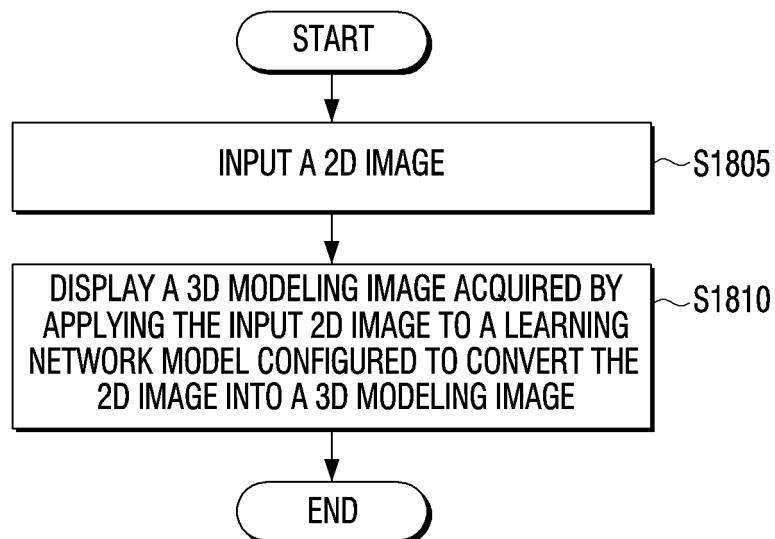 START
INPUT A 2D IMAGE
S1805
DISPLAY A 3D MODELING IMAGE ACQUIRED BY
APPLYING THE INPUT 2D IMAGE TO A LEARNING
NETWORK MODEL CONFIGURED TO CONVERT THE
2D IMAGE INTO A 3D MODELING IMAGE
S1810
END